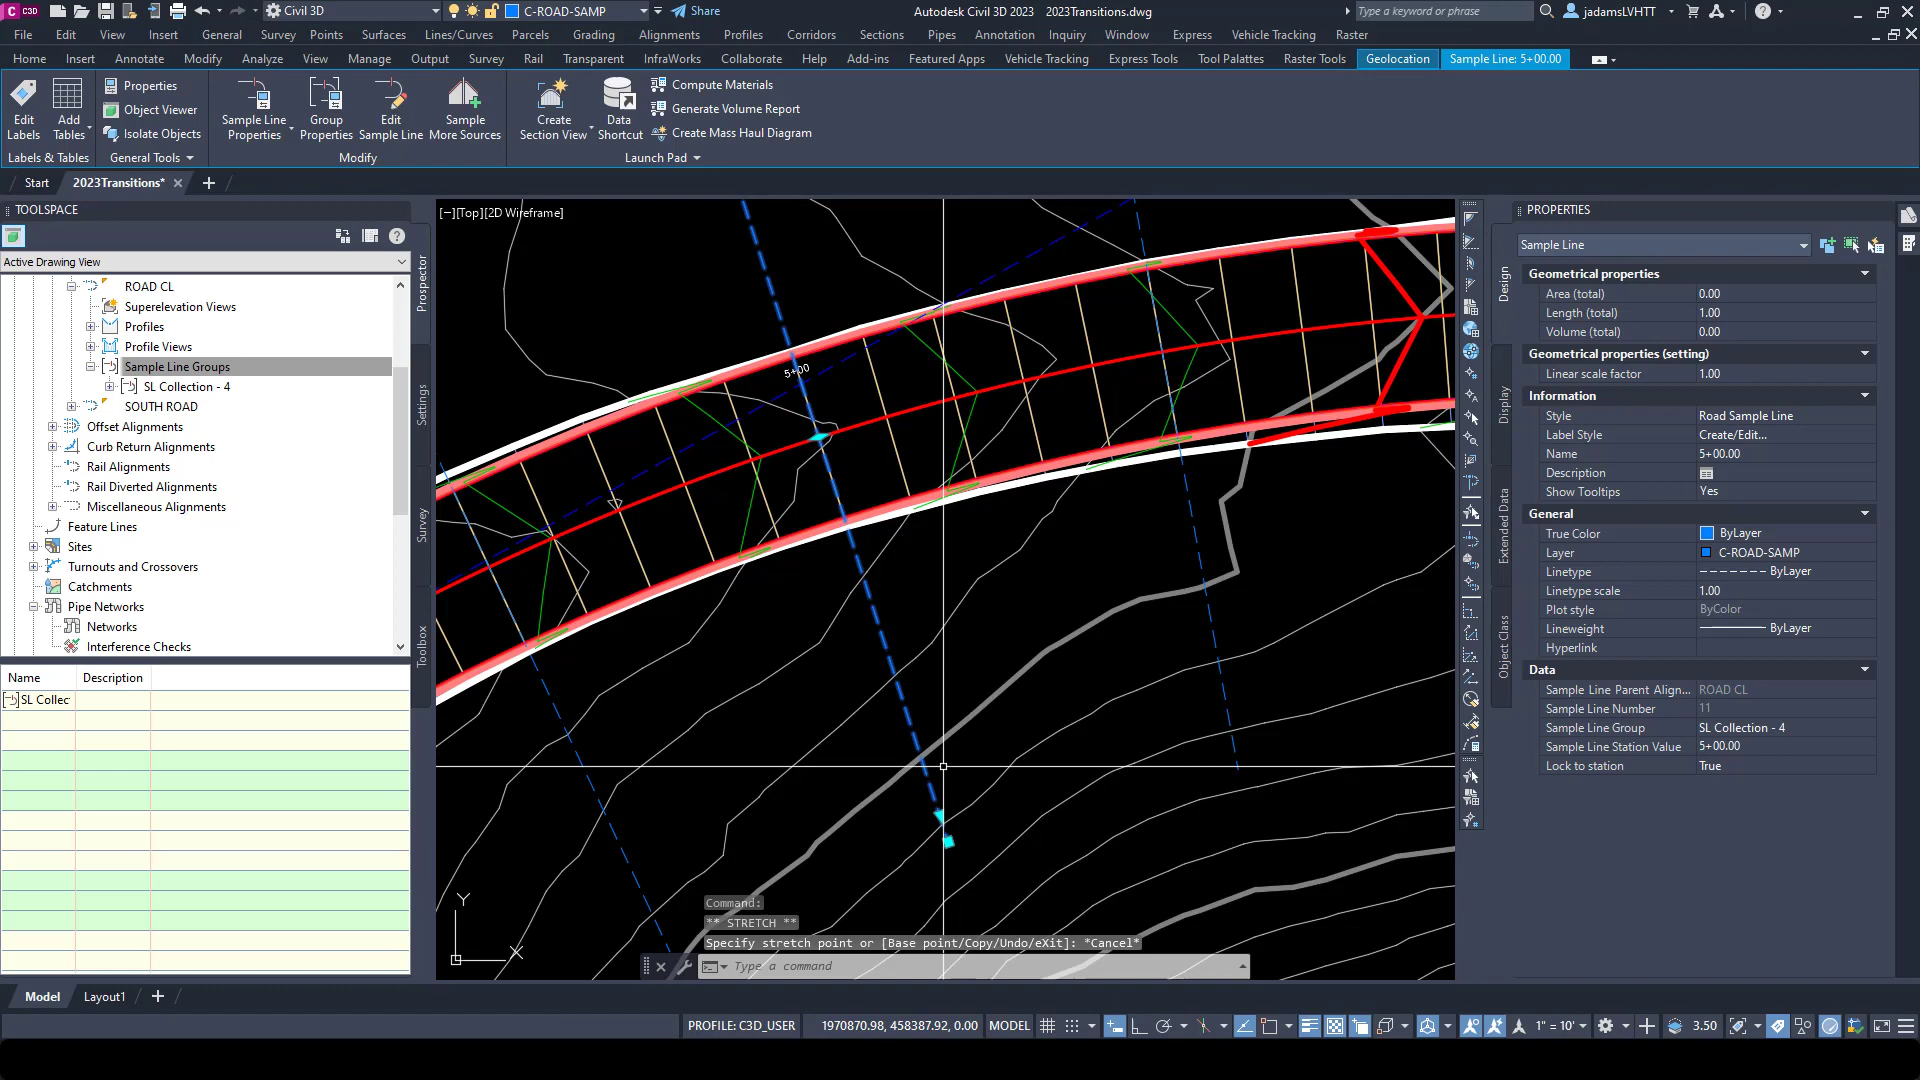 C3D
Civil 3D
C-ROAD-SAMP
Share
Autodesk Civil 3D 2023 2023Transitions.dwg
Type a keyword or phrase
jadamsLVHTT
File Edit View Insert General Survey Points Surfaces Lines/Curves Parcels Grading Alignments Profiles Corridors Sections Pipes Annotation Inquiry Window Express Vehicle Tracking Raster
Home Insert Annotate Modify Analyze View Manage Output Survey Rail Transparent InfraWorks Collaborate Help Add-ins Featured Apps Vehicle Tracking Express Tools Tool Palettes Raster Tools Geolocation Sample Line: 5+00.00
Edit Labels
Add Tables
Properties
Object Viewer
Isolate Objects
Sample Line Properties
Group Properties
Edit Sample Line
Sample More Sources
Create Section View
Data Shortcut
Compute Materials
Generate Volume Report
Create Mass Haul Diagram
Labels & Tables
General Tools
Modify
Launch Pad
Start
2023Transitions*
TOOLSPACE
Active Drawing View
ROAD CL
Superelevation Views
Profiles
Profile Views
Sample Line Groups
SL Collection - 4
SOUTH ROAD
Offset Alignments
Curb Return Alignments
Rail Alignments
Rail Diverted Alignments
Miscellaneous Alignments
Feature Lines
Sites
Turnouts and Crossovers
Catchments
Pipe Networks
Networks
Interference Checks
Name Description
SL Collec
Prospector
Settings
Survey
Toolbox
[−][Top][2D Wireframe]
5+00
Y
X
Command:
** STRETCH **
Specify stretch point or [Base point/Copy/Undo/eXit]: *Cancel*
Type a command
PROPERTIES
Sample Line
Design
Display
Extended Data
Object Class
Geometrical properties
Area (total) 0.00
Length (total) 1.00
Volume (total) 0.00
Geometrical properties (setting)
Linear scale factor 1.00
Information
Style Road Sample Line
Label Style Create/Edit...
Name 5+00.00
Description
Show Tooltips Yes
General
True Color ByLayer
Layer C-ROAD-SAMP
Linetype ByLayer
Linetype scale 1.00
Plot style ByColor
Lineweight ByLayer
Hyperlink
Data
Sample Line Parent Align... ROAD CL
Sample Line Number 11
Sample Line Group SL Collection - 4
Sample Line Station Value 5+00.00
Lock to station True
Model Layout1
PROFILE: C3D_USER 1970870.98, 458387.92, 0.00 MODEL 1" = 10' 3.50